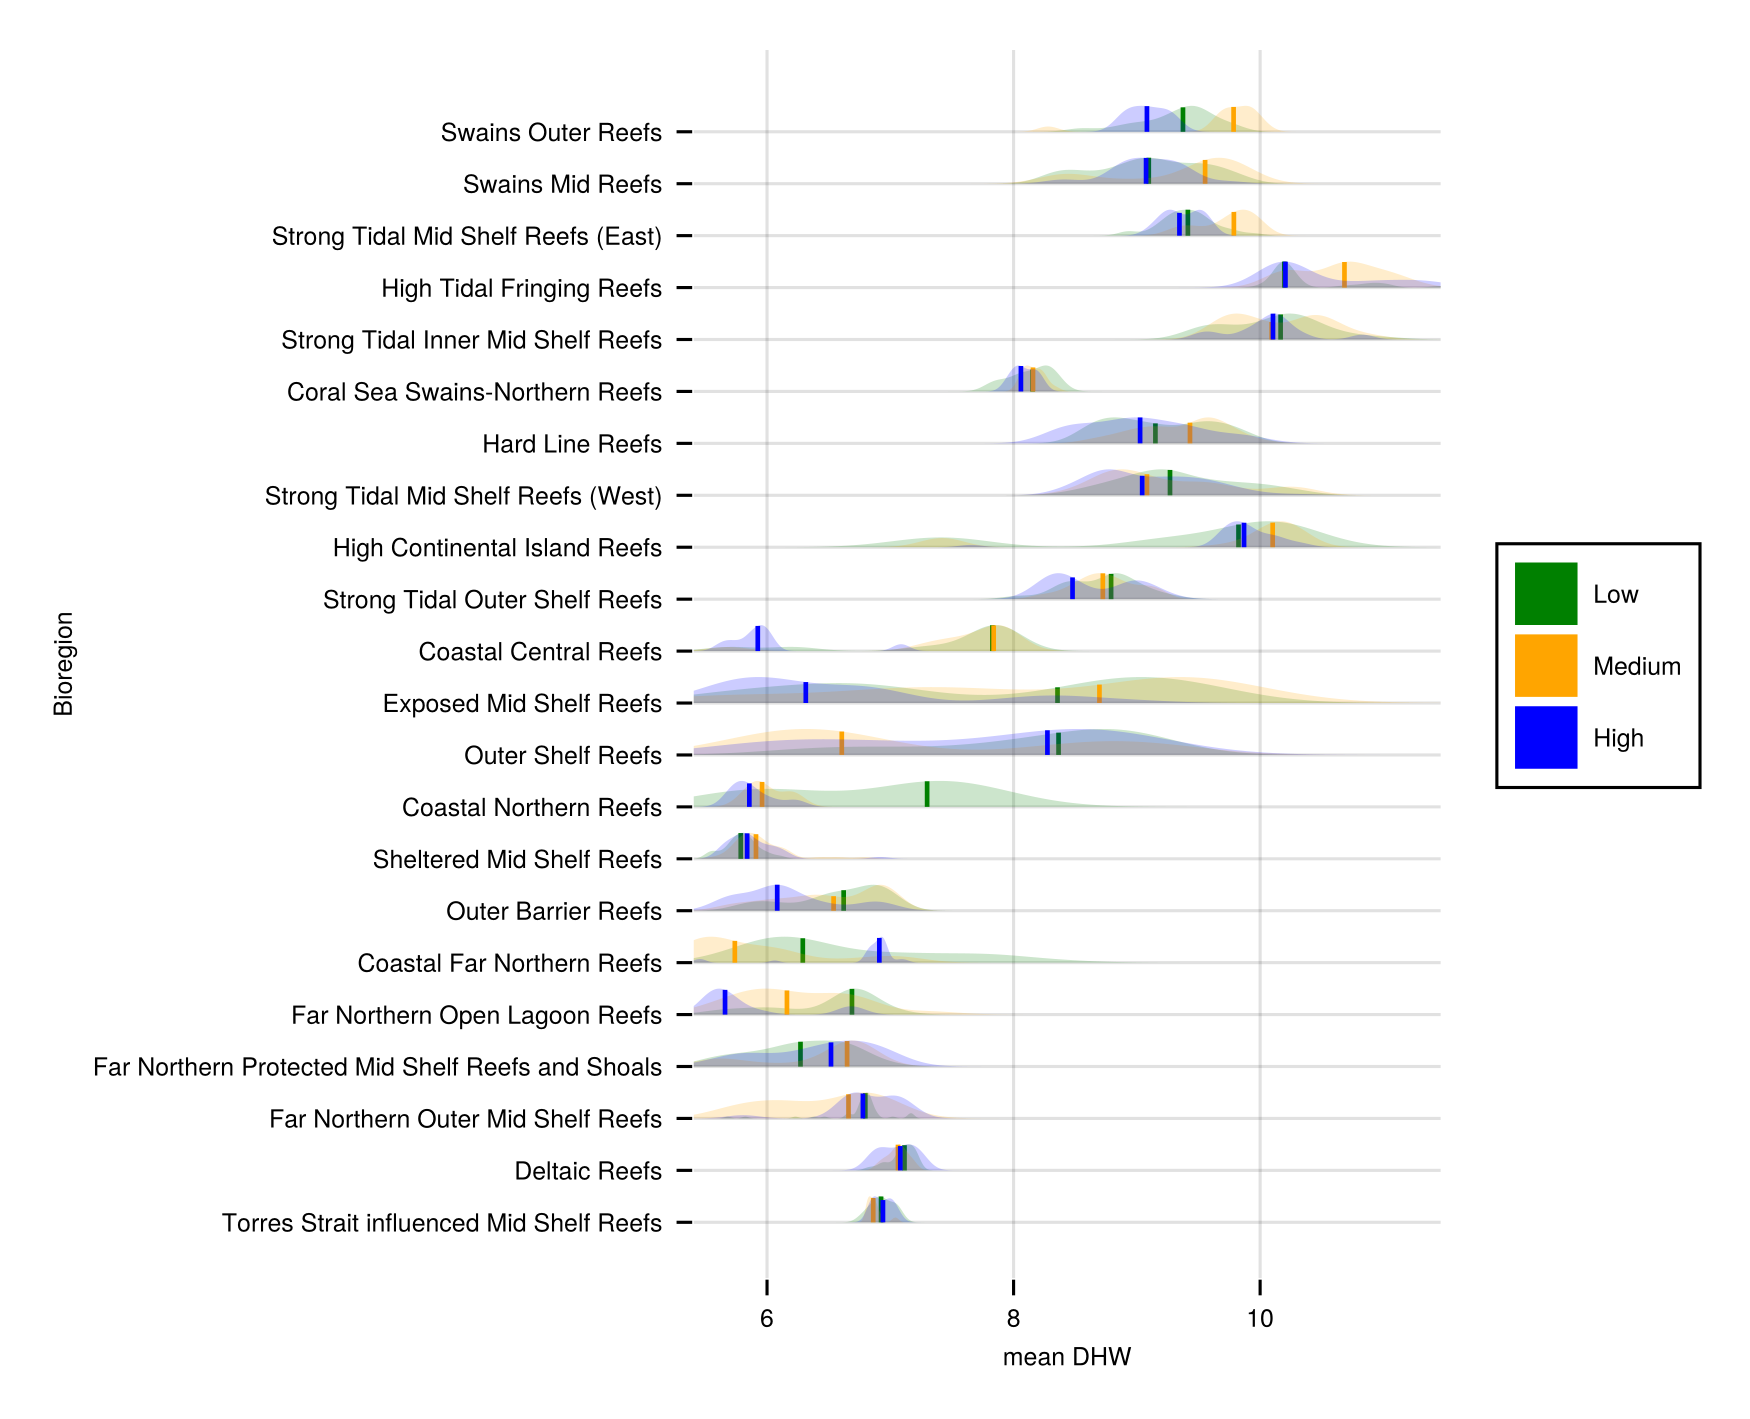 Swains Outer Reefs
Swains Mid Reefs
Strong Tidal Mid Shelf Reefs (East)
High Tidal Fringing Reefs
Strong Tidal Inner Mid Shelf Reefs
Coral Sea Swains-Northern Reefs
Hard Line Reefs
Strong Tidal Mid Shelf Reefs (West)
High Continental Island Reefs
Strong Tidal Outer Shelf Reefs
Coastal Central Reefs
Exposed Mid Shelf Reefs
Outer Shelf Reefs
Coastal Northern Reefs
Sheltered Mid Shelf Reefs
Outer Barrier Reefs
Coastal Far Northern Reefs
Far Northern Open Lagoon Reefs
Far Northern Protected Mid Shelf Reefs and Shoals
Far Northern Outer Mid Shelf Reefs
Deltaic Reefs
Torres Strait influenced Mid Shelf Reefs
Bioregion
6 8 10
mean DHW
Low
Medium
High